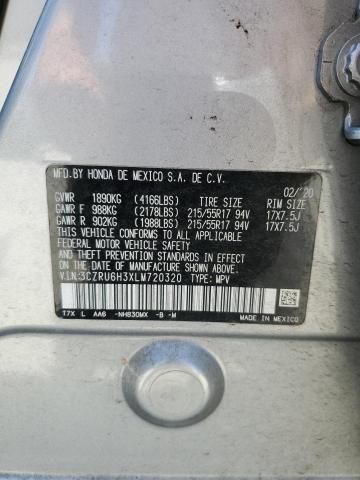 MFD.BY HONDA DE MEXICO S.A. DE C.V.
02/'20
GVWR 1890KG (4166LBS) TIRE SIZE RIM SIZE
GAWR F 988KG (2178LBS) 215/55R17 94V 17X7.5J
GAWR R 902KG (1988LBS) 215/55R17 94V 17X7.5J
THIS VEHICLE CONFORMS TO ALL APPLICABLE FEDERAL MOTOR
VEHICLE SAFETY, BUMPER, AND THEFT PREVENTION STANDARDS
IN EFFECT ON THE DATE OF MANUFACTURE SHOWN ABOVE.
V.I.N:3CZRU6H3XLM720320 TYPE: MPV
T7X L AA6 -NH830MX -B -M
MADE IN MEXICO